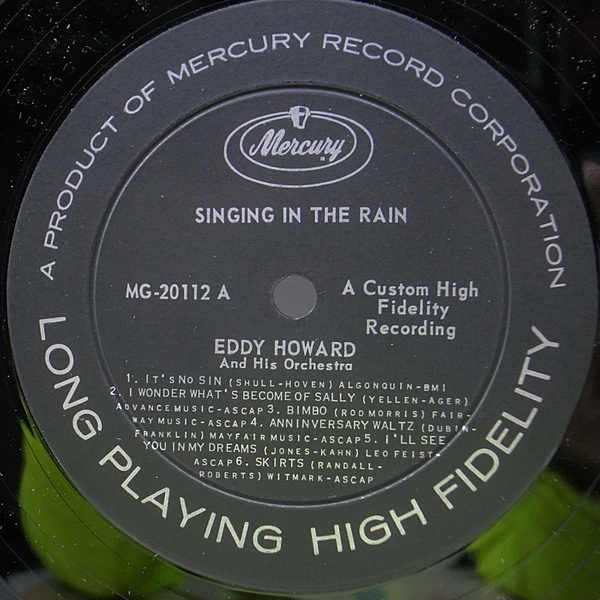 A PRODUCT OF MERCURY RECORD CORPORATION
Mercury
R
SINGING IN THE RAIN
MG-20112 A
A Custom High
Fidelity
Recording
EDDY HOWARD
And His Orchestra
1. IT'S NO SIN (SHULL-HOVEN) ALGONQUIN-BMI
2. I WONDER WHAT'S BECOME OF SALLY (YELLEN-AGER)
ADVANCE MUSIC-ASCAP 3. BIMBO (ROD MORRIS) FAIR-
WAY MUSIC-ASCAP 4. ANNINVERSARY WALTZ (DUBIN-
FRANKLIN) MAYFAIR MUSIC-ASCAP 5. I'LL SEE
YOU IN MY DREAMS (JONES-KAHN) LEO FEIST-
ASCAP 6. SKIRTS (RANDALL-
ROBERTS) WITMARK-ASCAP
LONG PLAYING HIGH FIDELITY